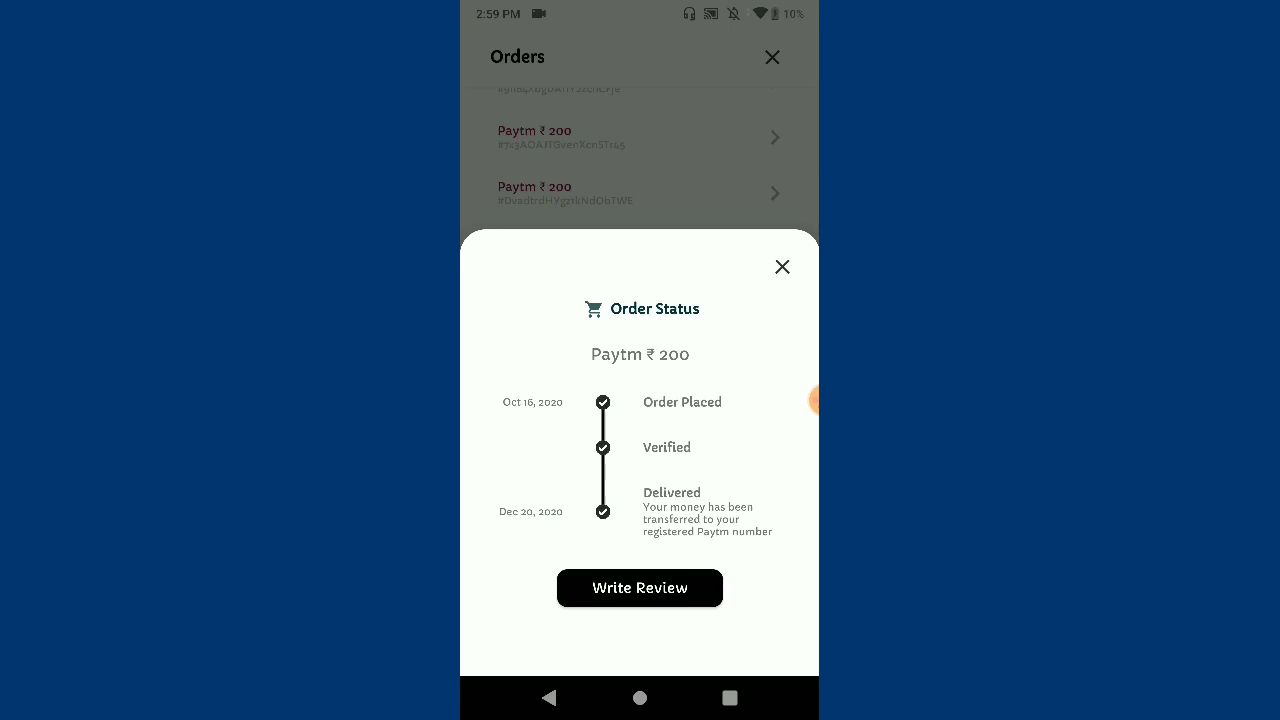 2:59 PM
10%
Orders
Paytm ₹ 200
Paytm ₹ 200
#DvadtrdHYgz1kNdObTWE
Order Status
Paytm ₹ 200
Oct 16, 2020
Order Placed
Verified
Delivered
Dec 20, 2020
Your money has been
transferred to your
registered Paytm number
Write Review